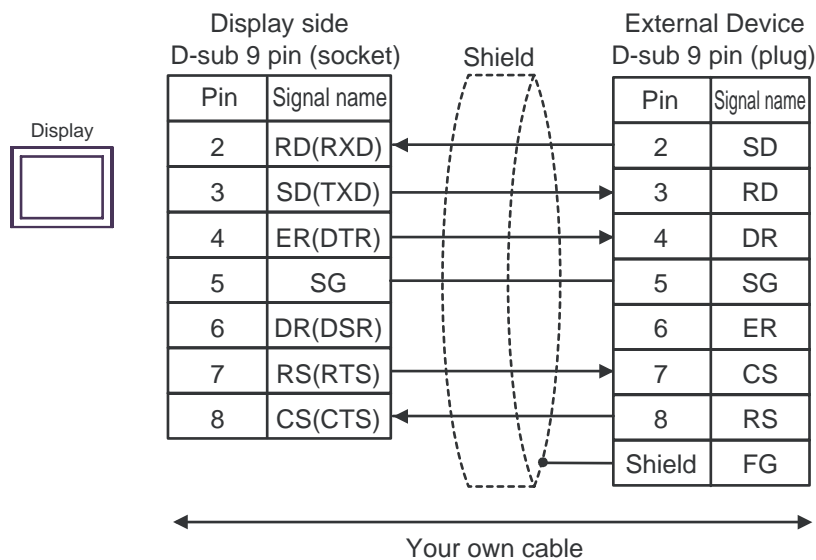 Display side
D-sub 9 pin (socket)
Shield
External Device
D-sub 9 pin (plug)
Display
Pin Signal name
2 RD(RXD)
3 SD(TXD)
4 ER(DTR)
5 SG
6 DR(DSR)
7 RS(RTS)
8 CS(CTS)
Pin Signal name
2 SD
3 RD
4 DR
5 SG
6 ER
7 CS
8 RS
Shield FG
Your own cable